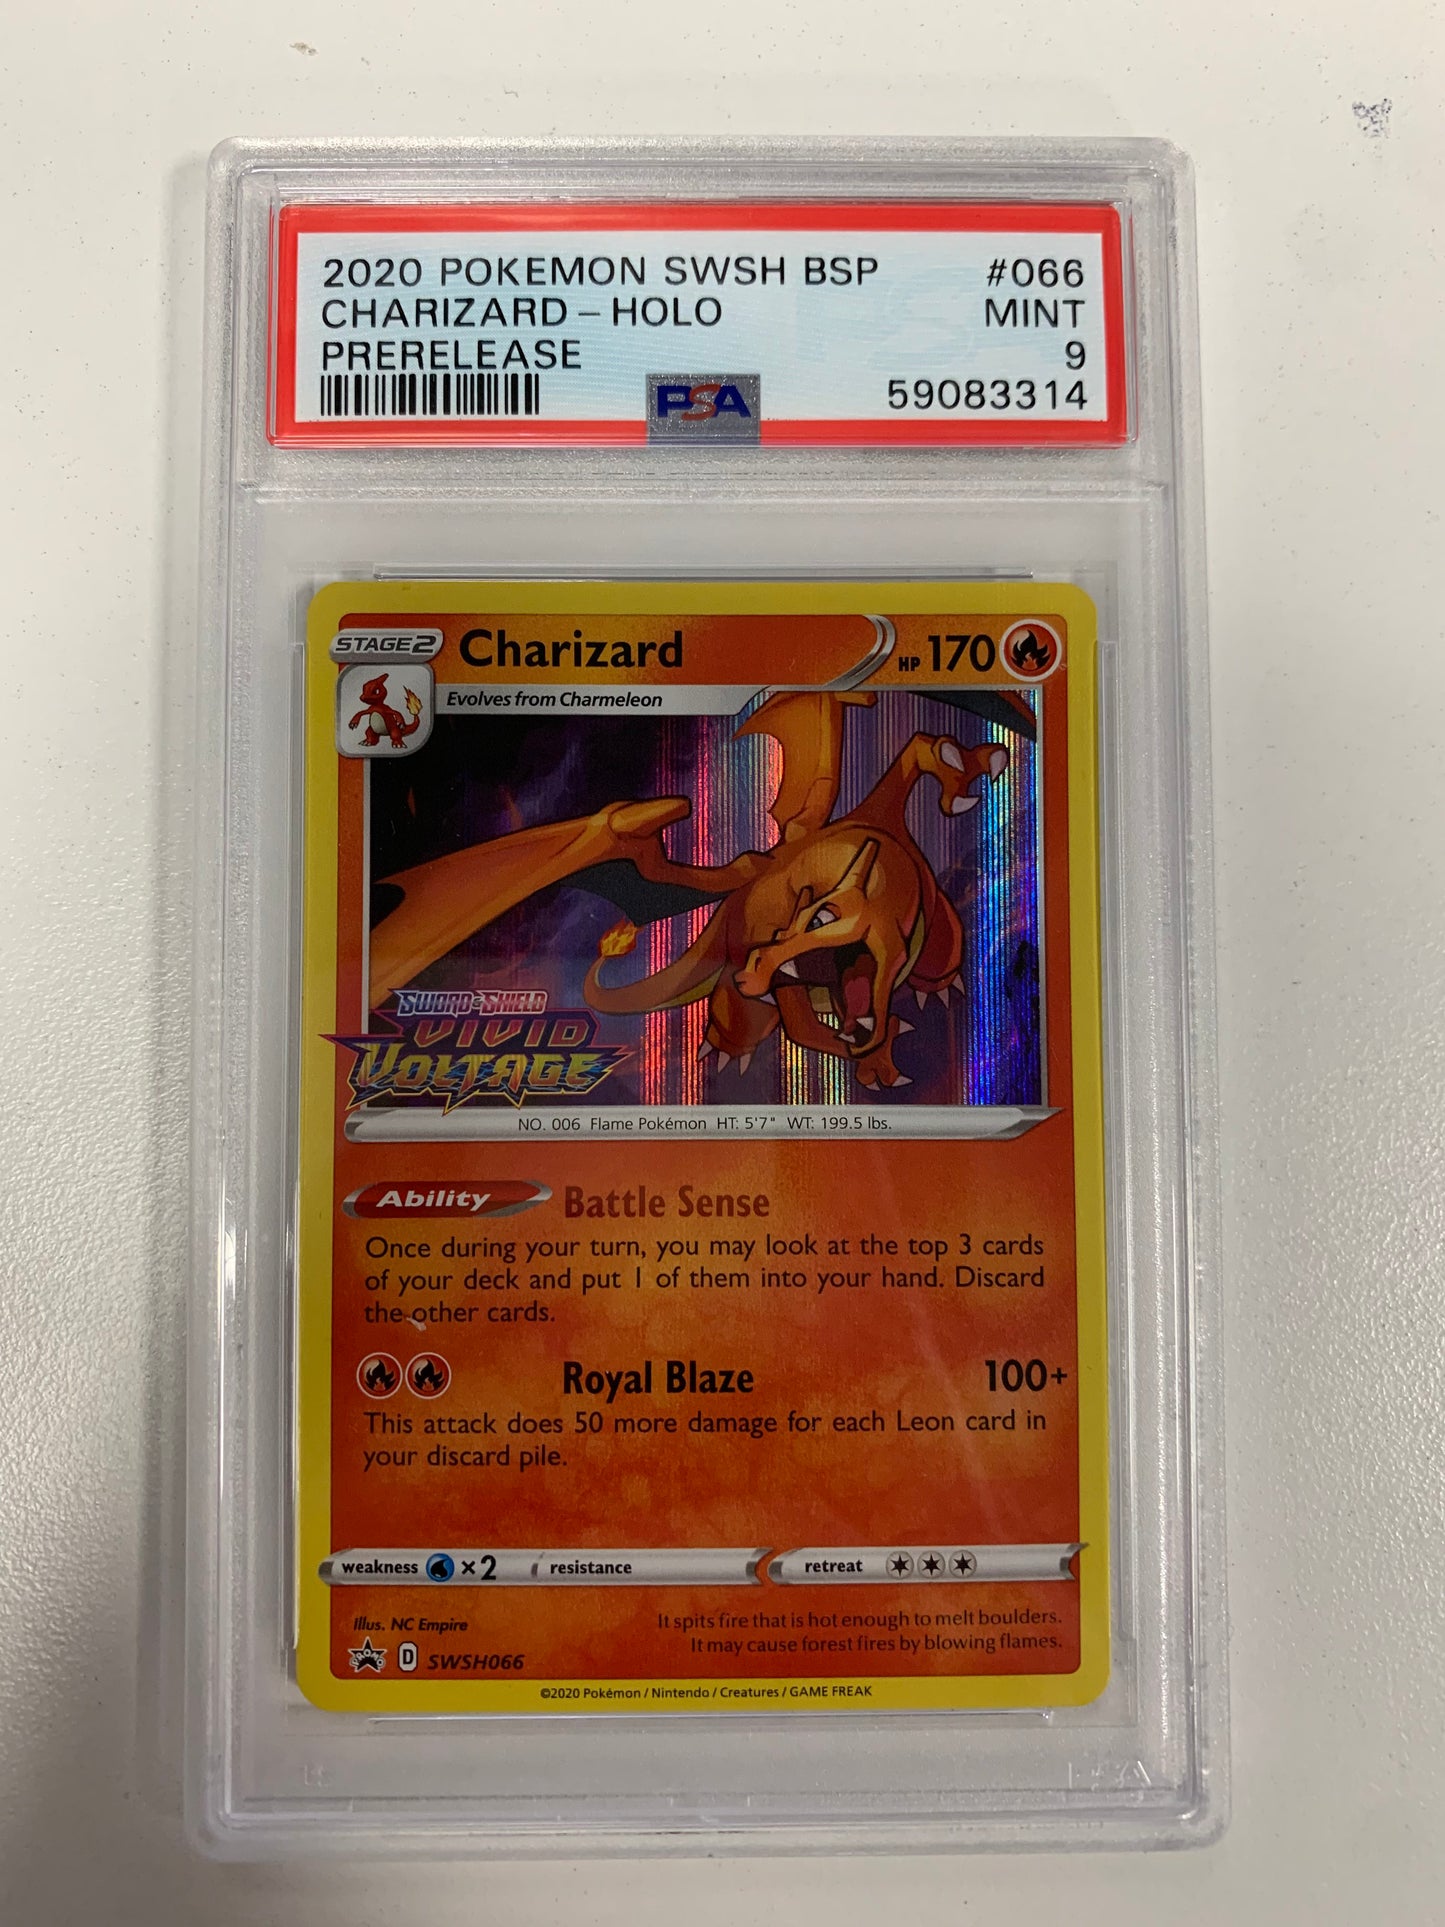 2020 POKEMON SWSH BSP #066
CHARIZARD – HOLO MINT
PRERELEASE 9
PSA 59083314
STAGE 2 Charizard HP 170
Evolves from Charmeleon
SWORD & SHIELD
VIVID
VOLTAGE
NO. 006 Flame Pokémon HT: 5'7" WT: 199.5 lbs.
Ability Battle Sense
Once during your turn, you may look at the top 3 cards
of your deck and put 1 of them into your hand. Discard
the other cards.
Royal Blaze 100+
This attack does 50 more damage for each Leon card in
your discard pile.
weakness ×2 resistance retreat
Illus. NC Empire
It spits fire that is hot enough to melt boulders.
It may cause forest fires by blowing flames.
PROMO D SWSH066
©2020 Pokémon / Nintendo / Creatures / GAME FREAK